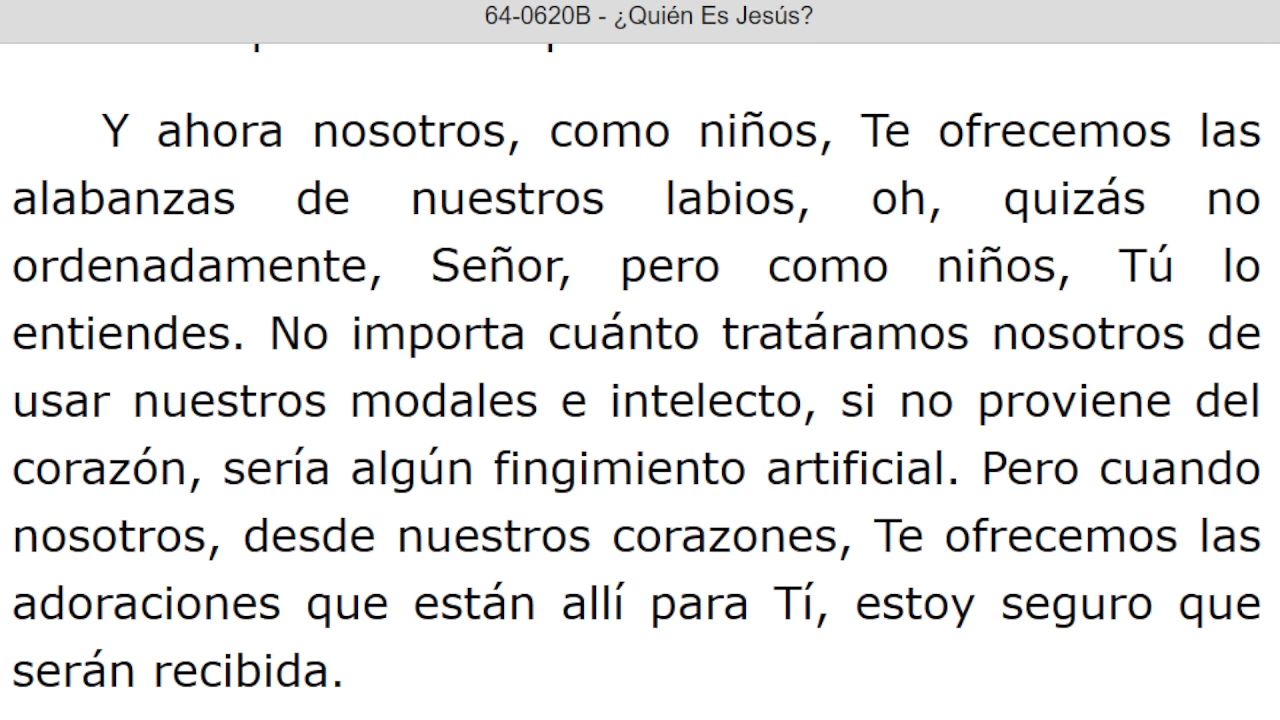 64-0620B - ¿Quién Es Jesús?
Y ahora nosotros, como niños, Te ofrecemos las
alabanzas de nuestros labios, oh, quizás no
ordenadamente, Señor, pero como niños, Tú lo
entiendes. No importa cuánto tratáramos nosotros de
usar nuestros modales e intelecto, si no proviene del
corazón, sería algún fingimiento artificial. Pero cuando
nosotros, desde nuestros corazones, Te ofrecemos las
adoraciones que están allí para Tí, estoy seguro que
serán recibida.